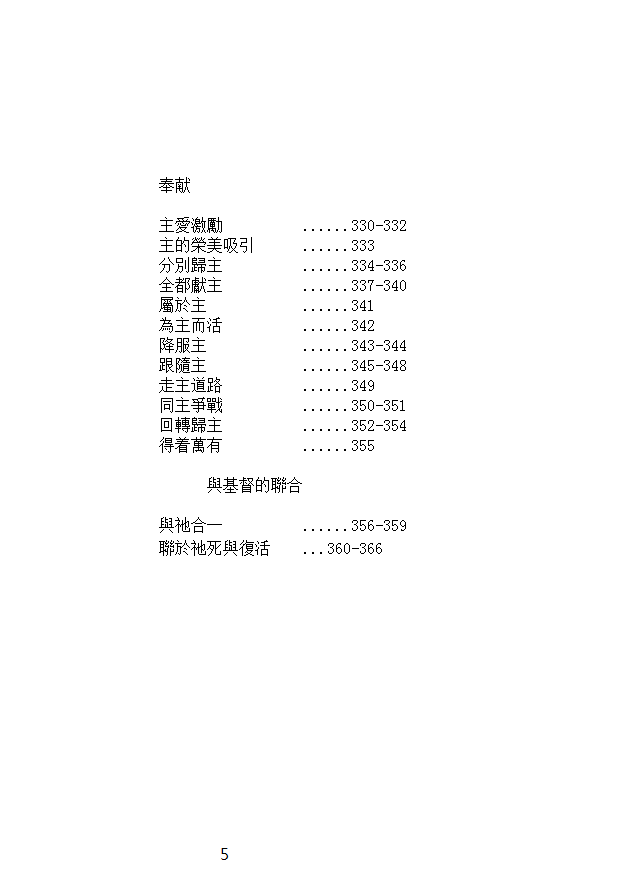 奉献
主愛激勵 ......330-332
主的榮美吸引 ......333
分別歸主 ......334-336
全都獻主 ......337-340
屬於主 ......341
為主而活 ......342
降服主 ......343-344
跟隨主 ......345-348
走主道路 ......349
同主爭戰 ......350-351
回轉歸主 ......352-354
得着萬有 ......355
與基督的聯合
與祂合一 ......356-359
聯於祂死與復活 ...360-366
5